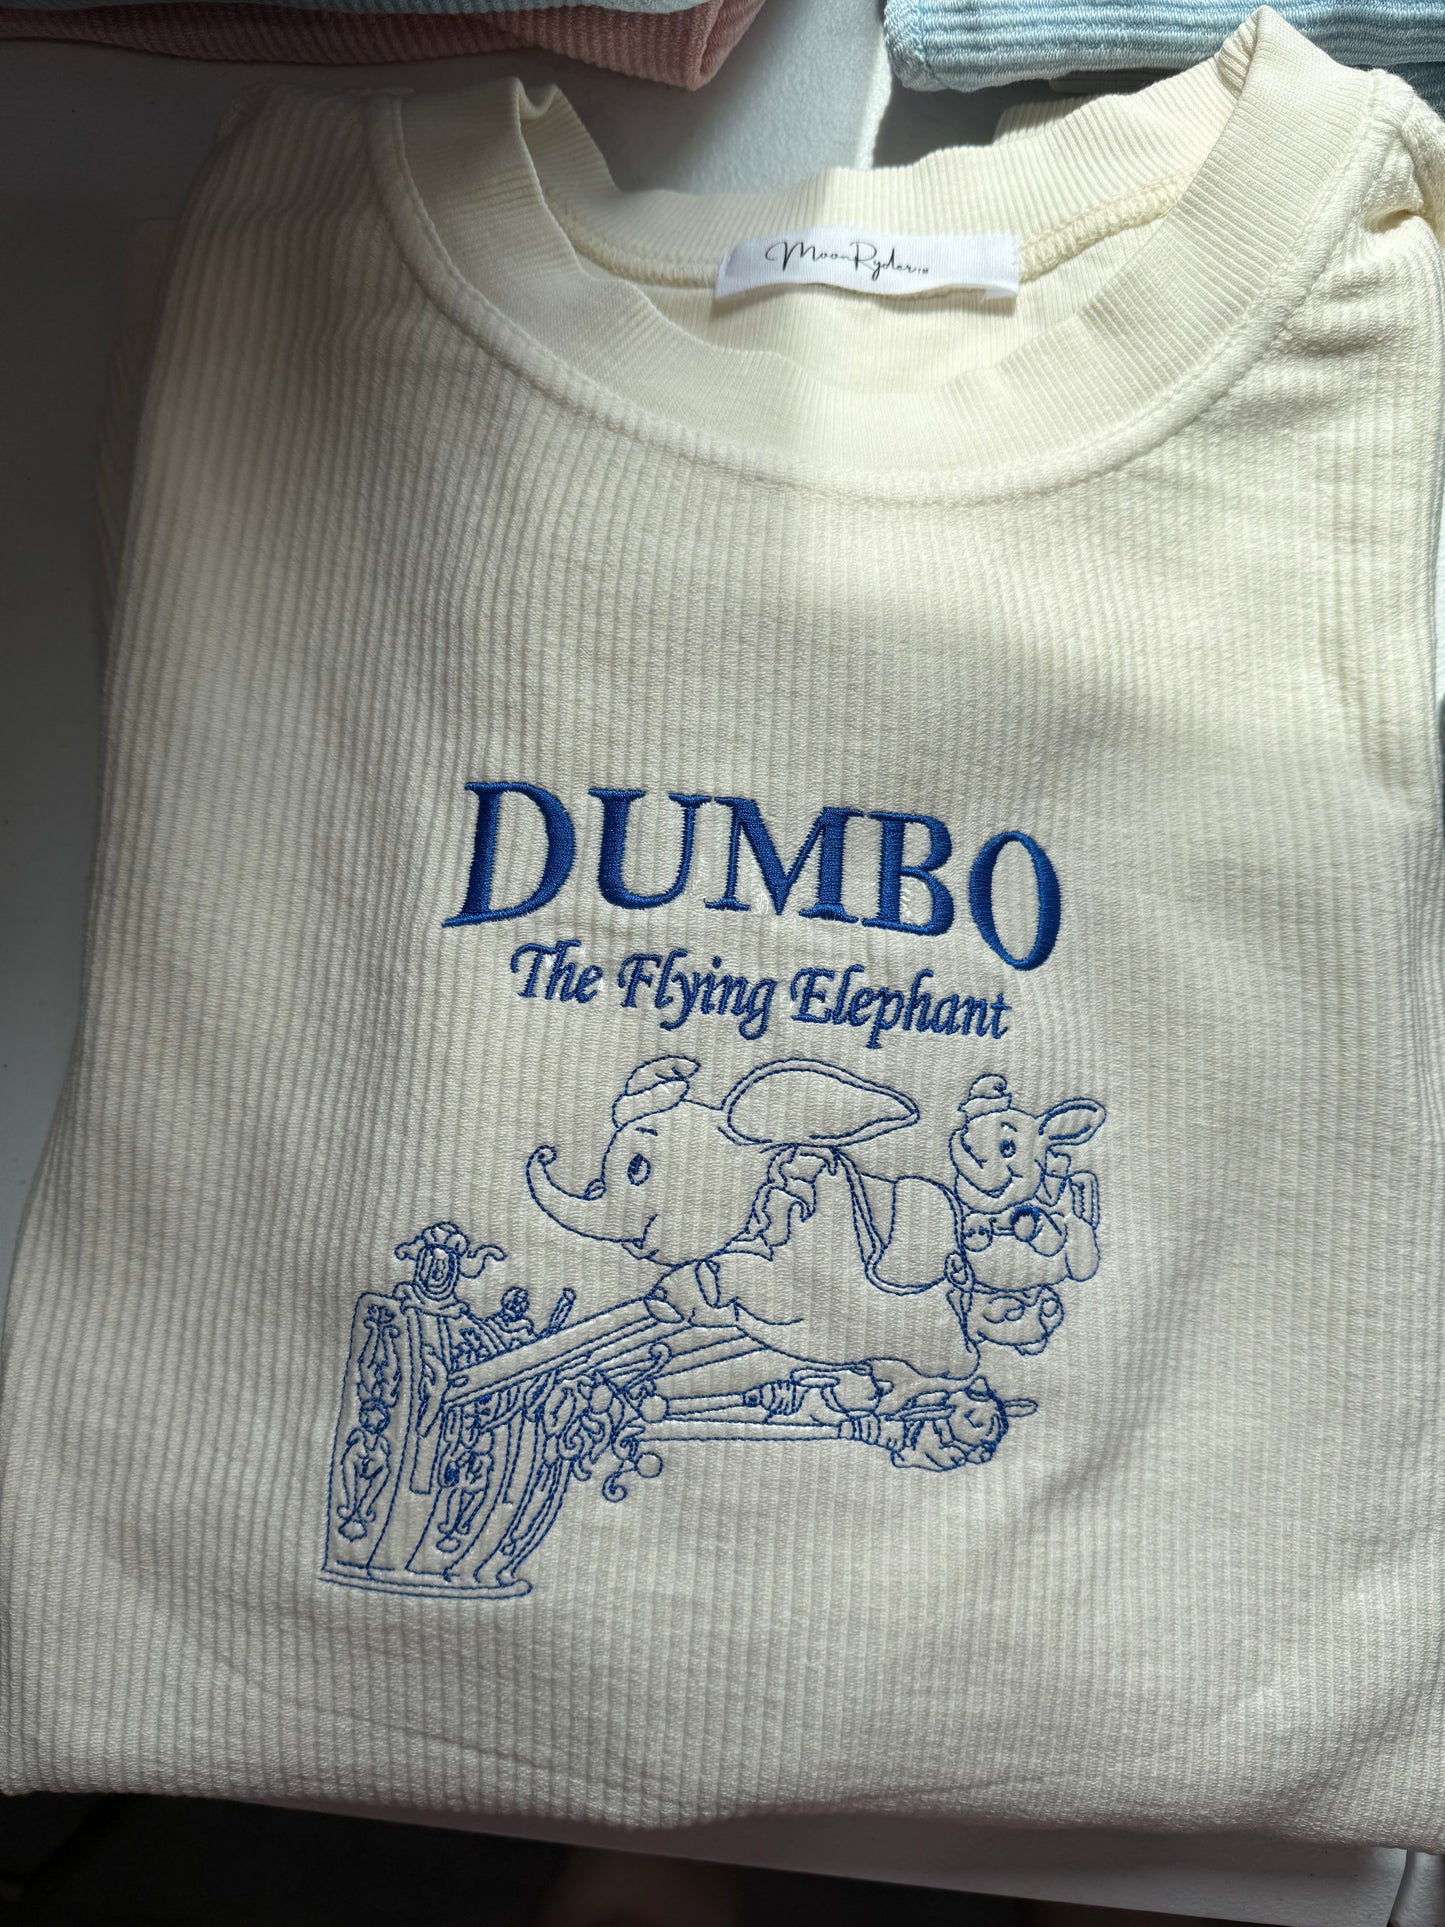 MoonRyder
DUMBO
The Flying Elephant